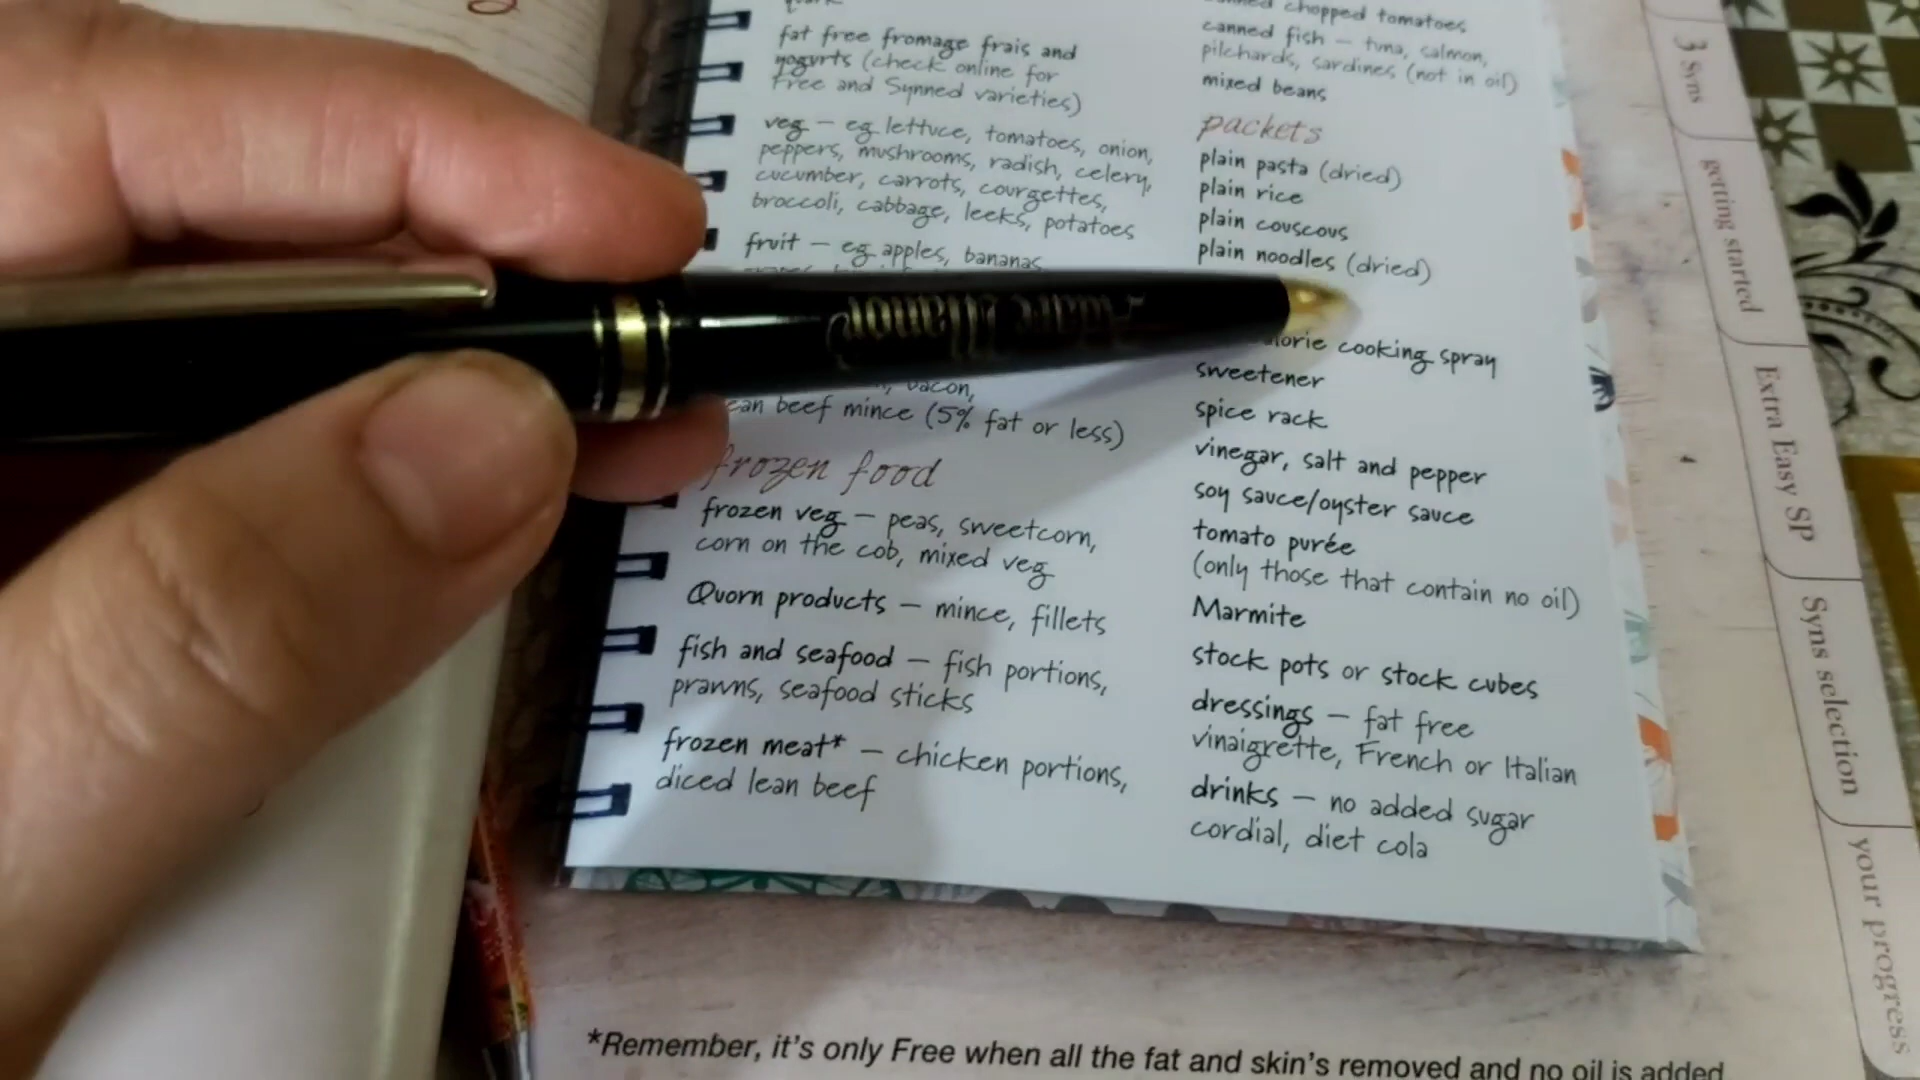 fat free fromage frais and
yogurts (check online for
Free and Synned varieties)
veg – eg lettuce, tomatoes, onion,
peppers, mushrooms, radish, celery,
cucumber, carrots, courgettes,
broccoli, cabbage, leeks, potatoes
fruit – eg apples, bananas
bacon,
lean beef mince (5% fat or less)
frozen food
frozen veg – peas, sweetcorn,
corn on the cob, mixed veg
Quorn products – mince, fillets
fish and seafood – fish portions,
prawns, seafood sticks
frozen meat* – chicken portions,
diced lean beef
chopped tomatoes
canned fish – tuna, salmon,
pilchards, sardines (not in oil)
mixed beans
packets
plain pasta (dried)
plain rice
plain couscous
plain noodles (dried)
cooking spray
sweetener
spice rack
vinegar, salt and pepper
soy sauce/oyster sauce
tomato purée
(only those that contain no oil)
Marmite
stock pots or stock cubes
dressings – fat free
vinaigrette, French or Italian
drinks – no added sugar
cordial, diet cola
*Remember, it's only Free when all the fat and skin's removed and no oil is added
3 Syns
getting started
Extra Easy SP
Syns selection
your progress